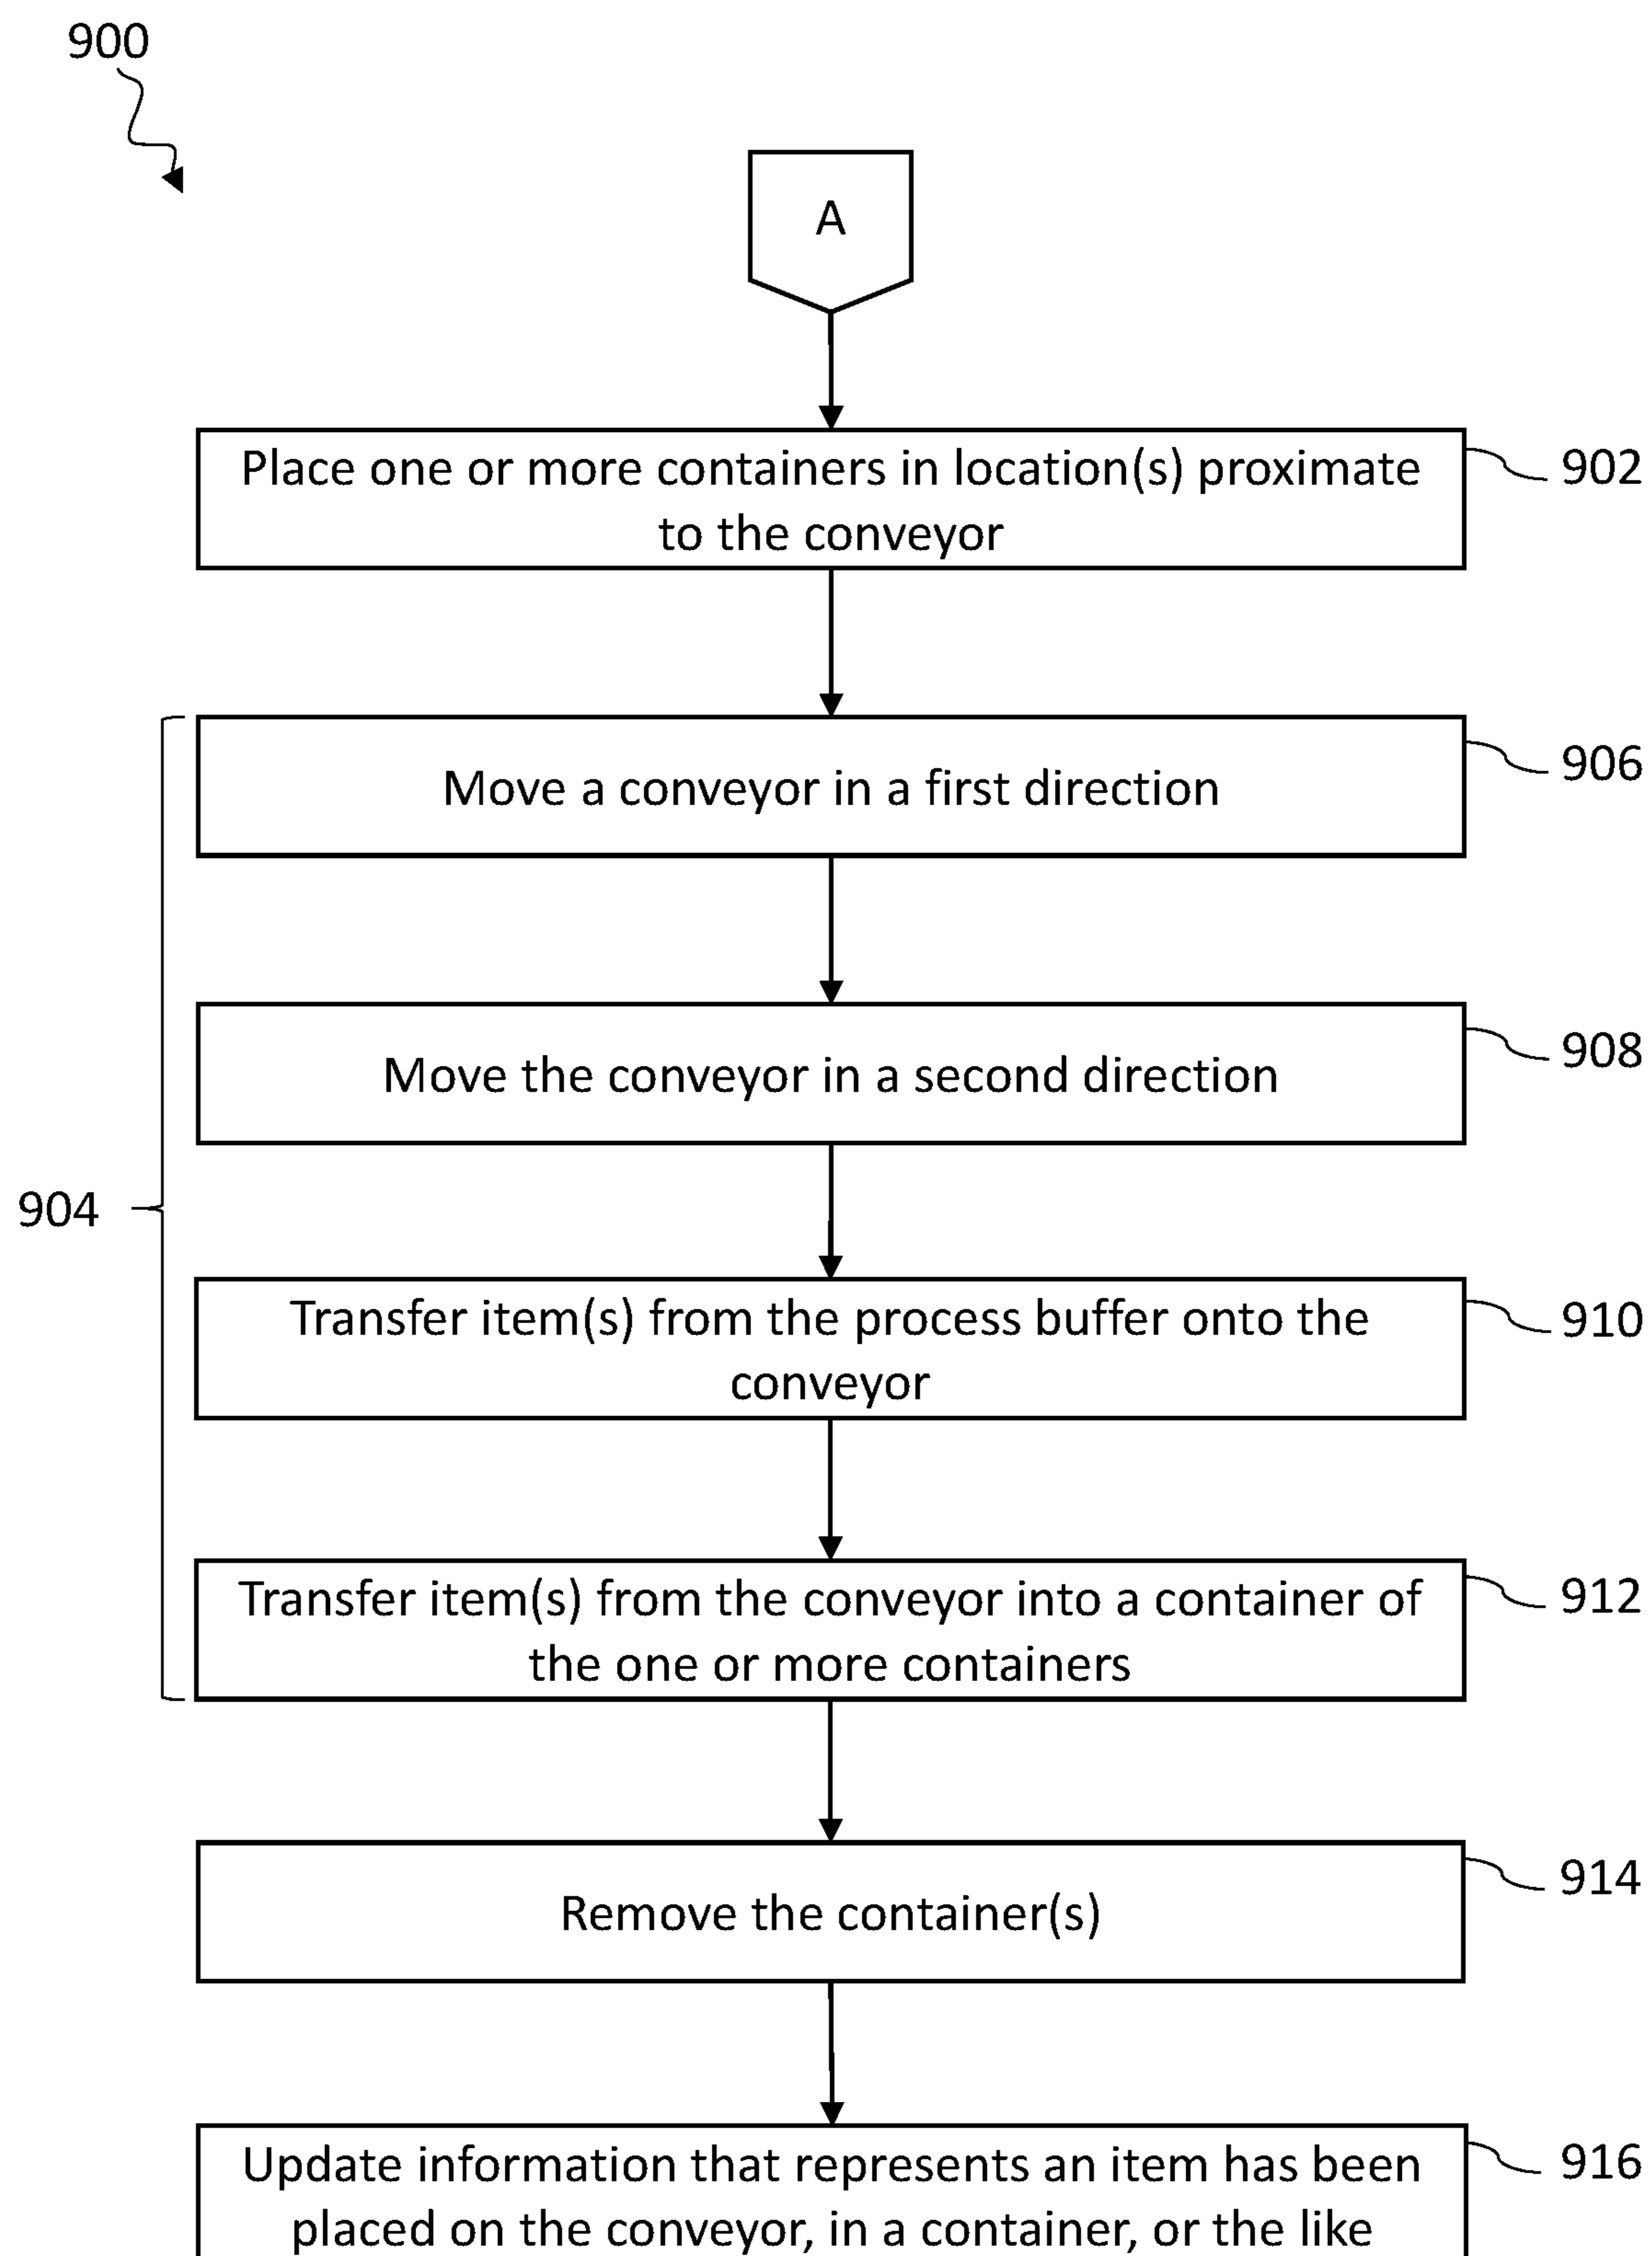 900
A
Place one or more containers in location(s) proximate
to the conveyor
902
Move a conveyor in a first direction
906
Move the conveyor in a second direction
908
904
Transfer item(s) from the process buffer onto the
conveyor
910
Transfer item(s) from the conveyor into a container of
the one or more containers
912
Remove the container(s)
914
Update information that represents an item has been
placed on the conveyor, in a container, or the like
916